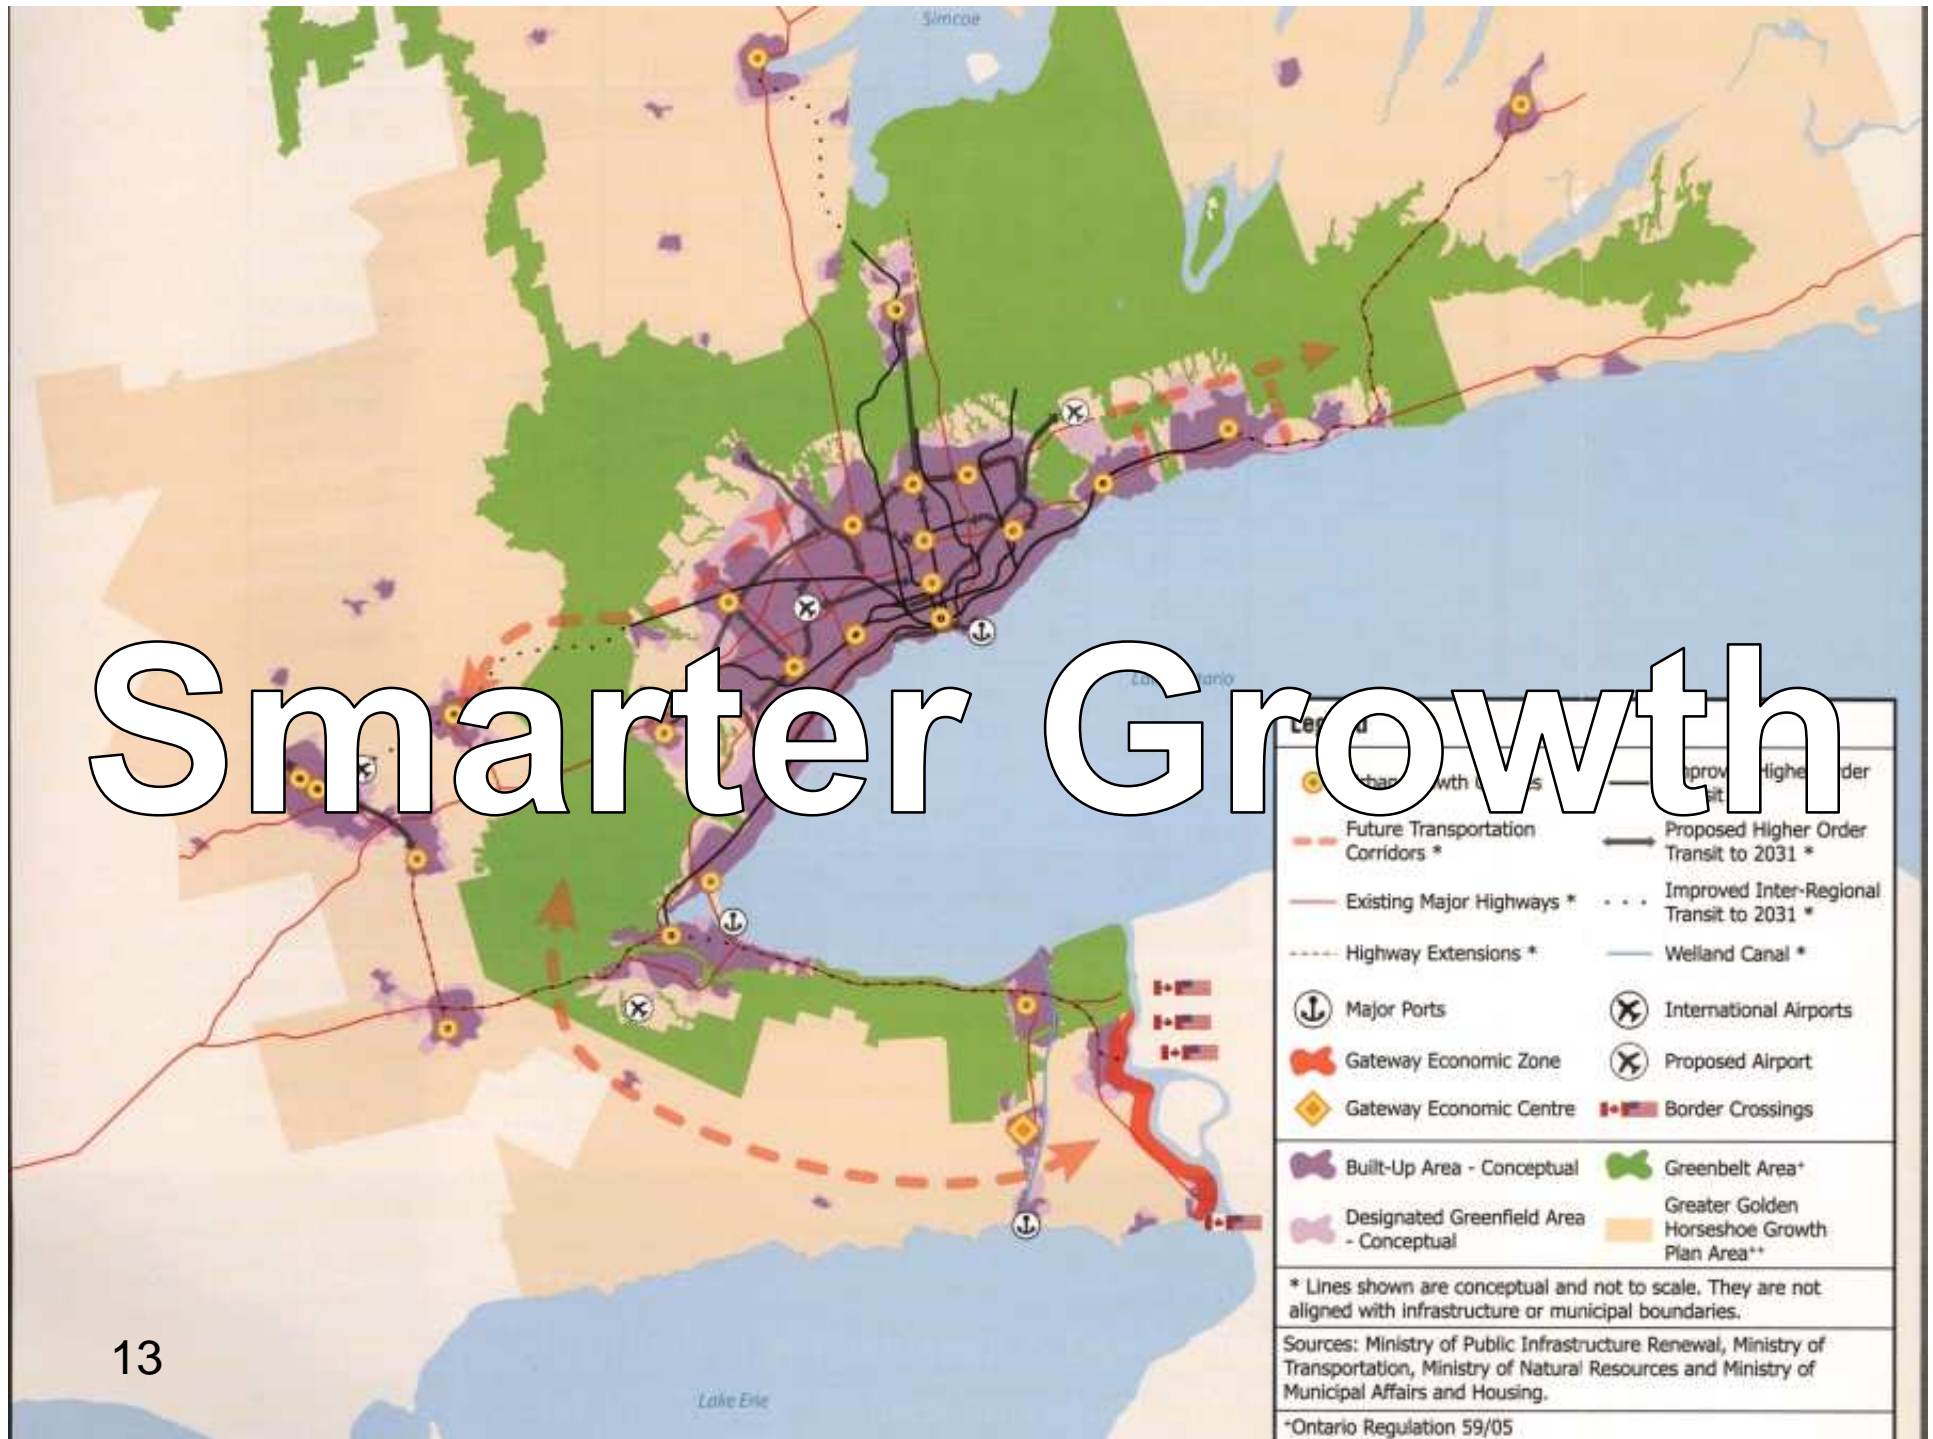 Simcoe
Smarter Growth
Urban Growth
Future Transportation
Corridors *
Existing Major Highways *
Highway Extensions *
Major Ports
Gateway Economic Zone
Gateway Economic Centre
Proposed Higher Order
Transit to 2031 *
Improved Inter-Regional
Transit to 2031 *
Welland Canal *
International Airports
Proposed Airport
Border Crossings
Built-Up Area - Conceptual
Designated Greenfield Area
- Conceptual
Greenbelt Area+
Greater Golden
Horseshoe Growth
Plan Area++
* Lines shown are conceptual and not to scale. They are not
aligned with infrastructure or municipal boundaries.
Sources: Ministry of Public Infrastructure Renewal, Ministry of
Transportation, Ministry of Natural Resources and Ministry of
Municipal Affairs and Housing.
+Ontario Regulation 59/05
13
Lake Erie